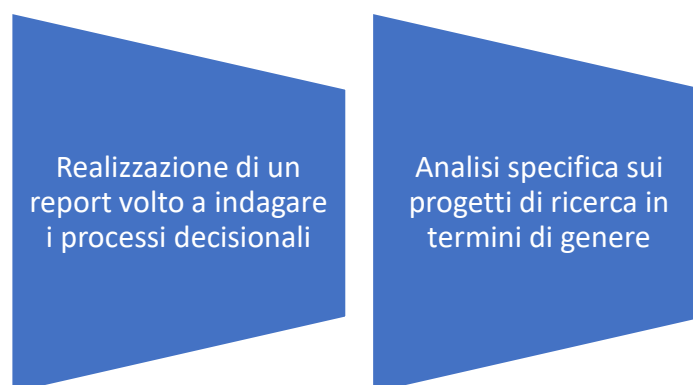 Realizzazione di un
report volto a indagare
i processi decisionali
Analisi specifica sui
progetti di ricerca in
termini di genere